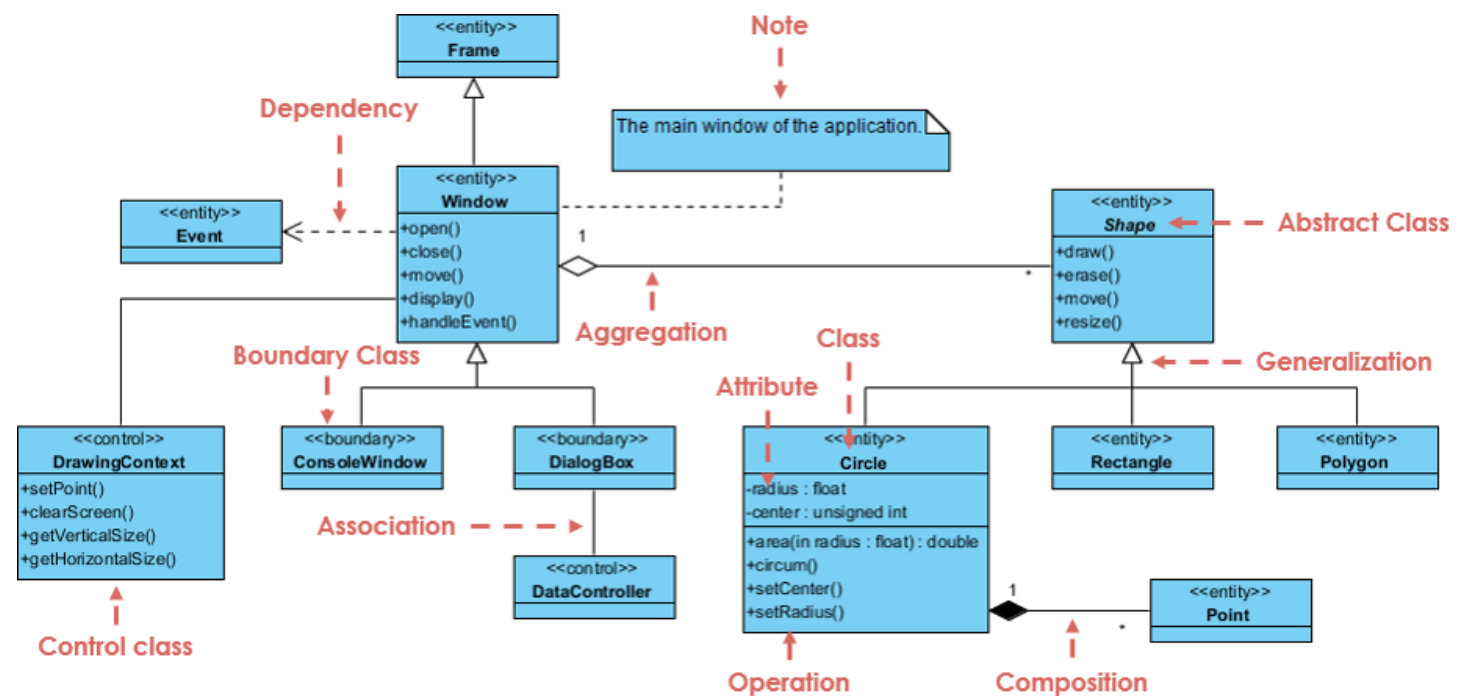 Note
<<entity>>
Frame
Dependency
The main window of the application.
<<entity>>
Window
+open()
+close()
+move()
+display()
+handleEvent()
<<entity>>
Event
1
*
Aggregation
<<entity>>
Shape
+draw()
+erase()
+move()
+resize()
Abstract Class
Generalization
Boundary Class
Class
Attribute
<<control>>
DrawingContext
+setPoint()
+clearScreen()
+getVerticalSize()
+getHorizontalSize()
Control class
<<boundary>>
ConsoleWindow
<<boundary>>
DialogBox
Association
<<control>>
DataController
<<entity>>
Circle
-radius : float
-center : unsigned int
+area(in radius : float) : double
+circum()
+setCenter()
+setRadius()
Operation
<<entity>>
Rectangle
<<entity>>
Polygon
1
*
Composition
<<entity>>
Point